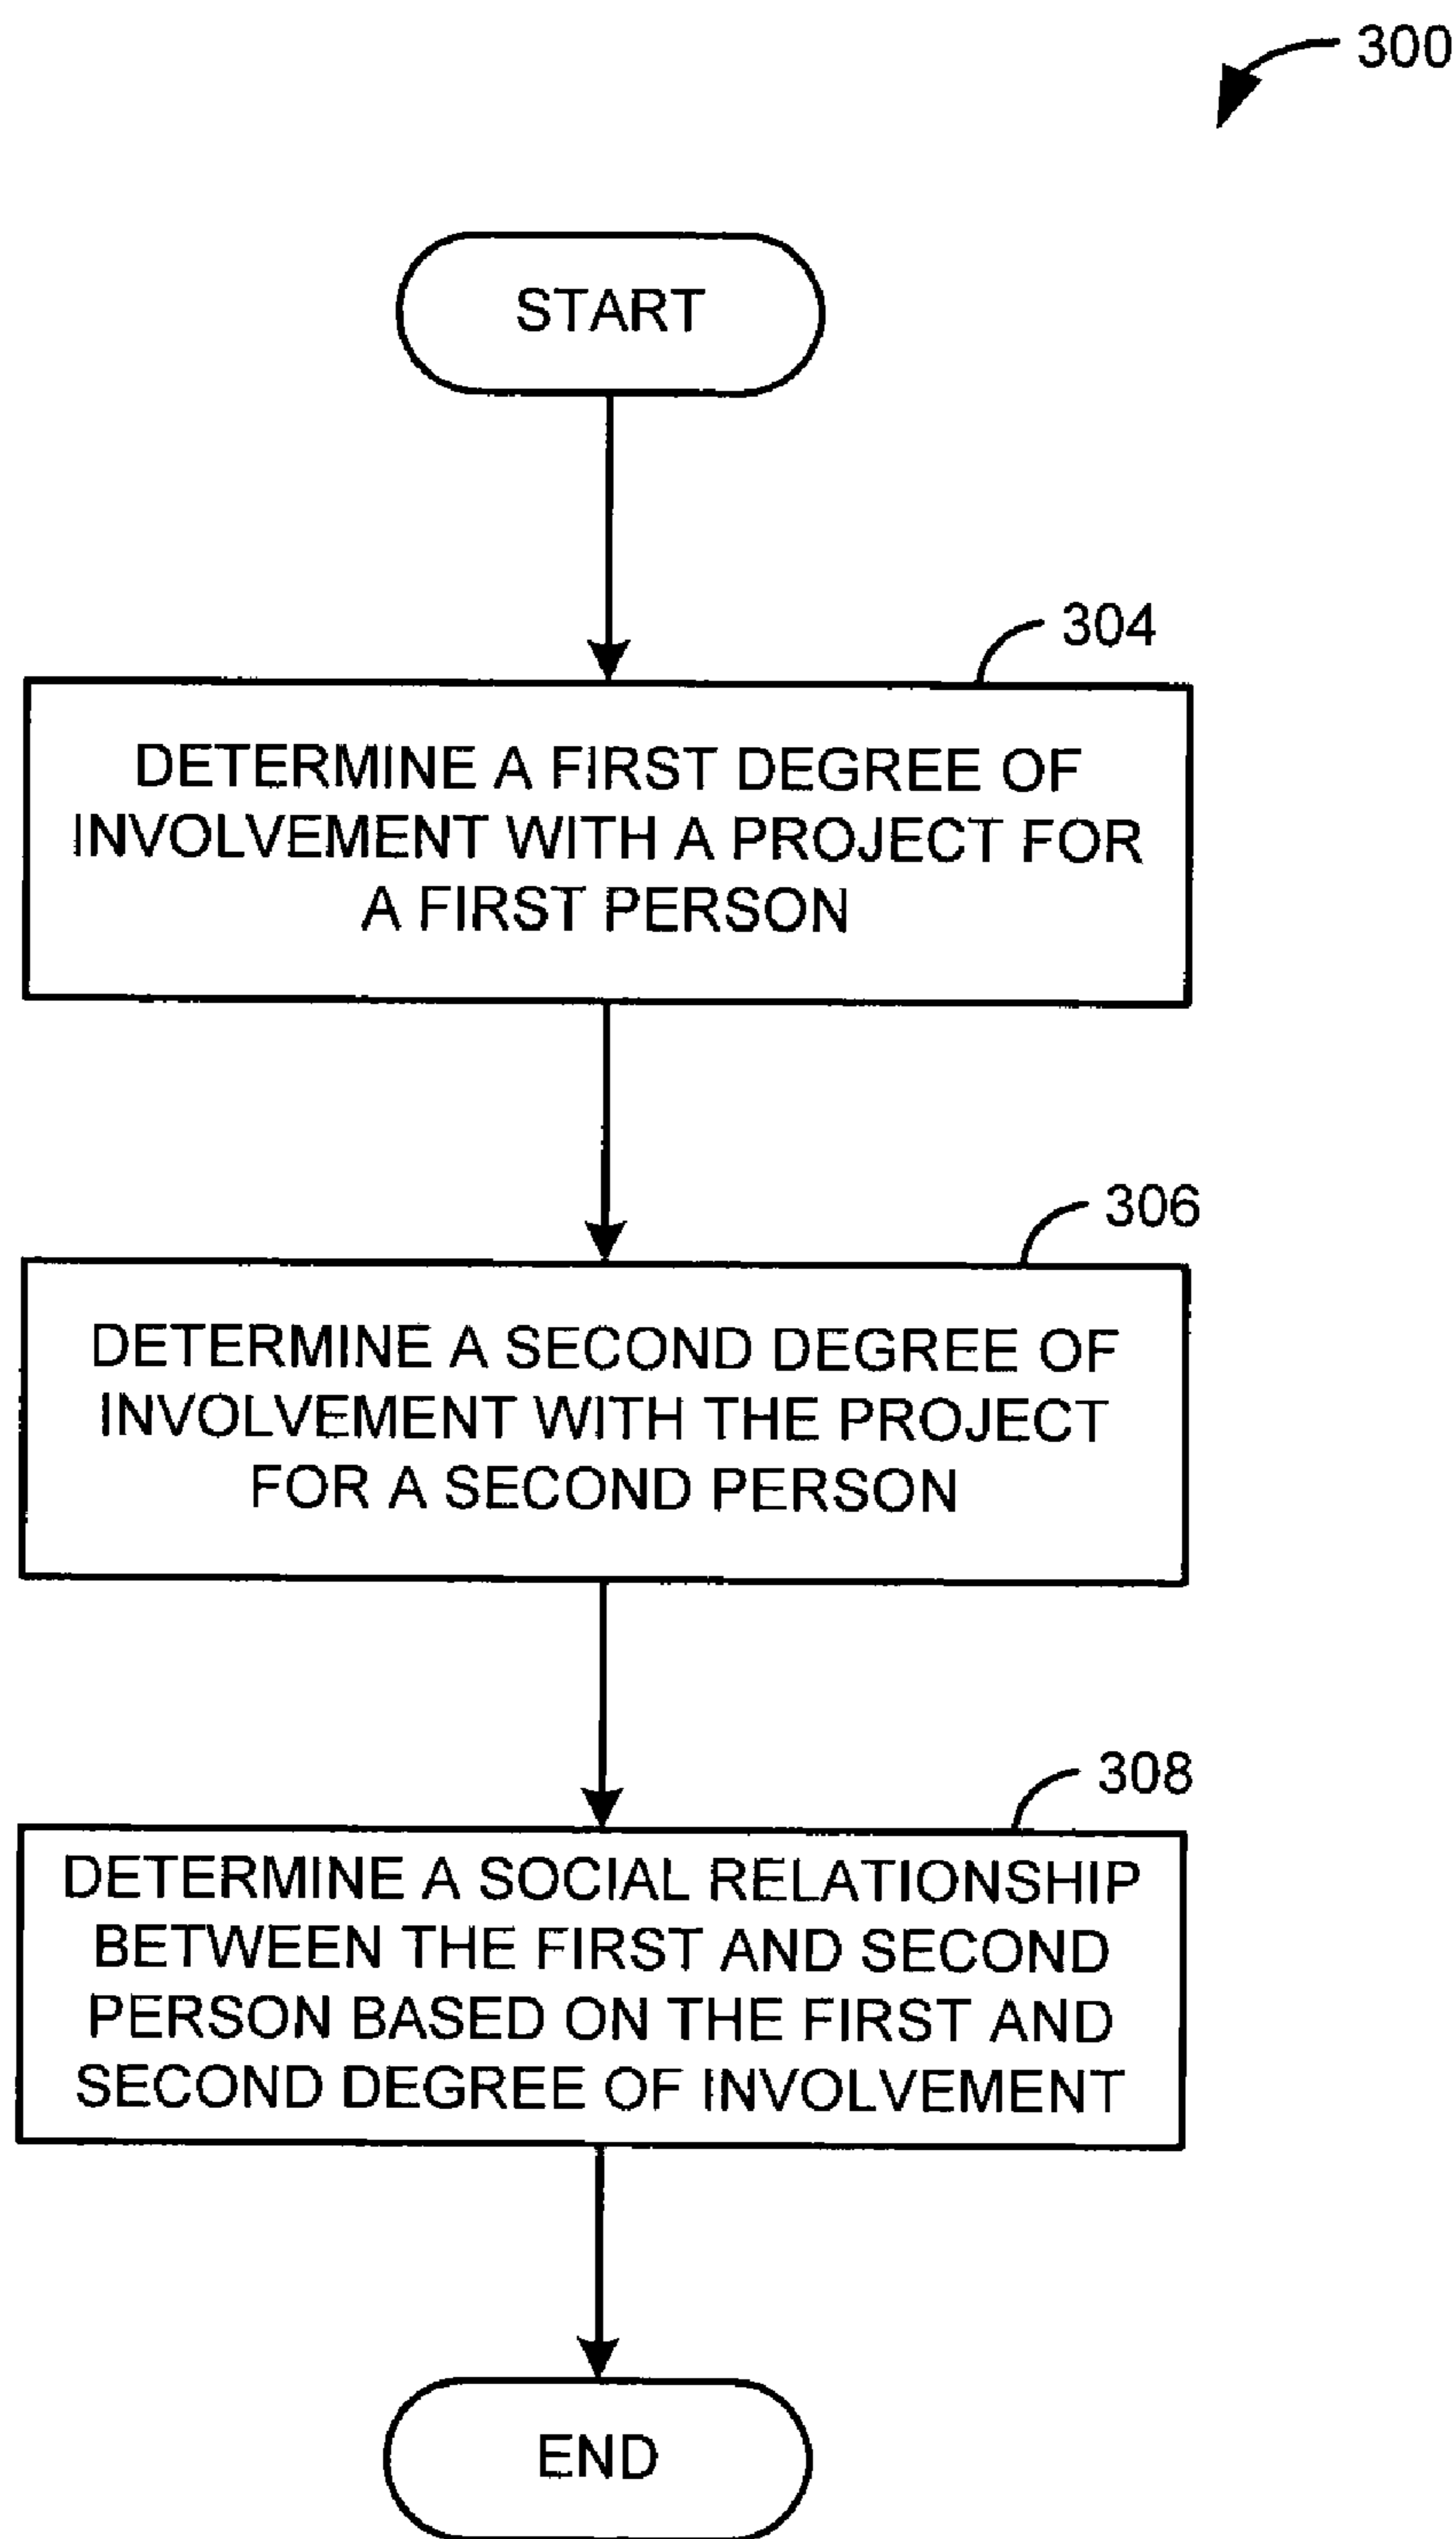 300
START
304
DETERMINE A FIRST DEGREE OF
INVOLVEMENT WITH A PROJECT FOR
A FIRST PERSON
306
DETERMINE A SECOND DEGREE OF
INVOLVEMENT WITH THE PROJECT
FOR A SECOND PERSON
308
DETERMINE A SOCIAL RELATIONSHIP
BETWEEN THE FIRST AND SECOND
PERSON BASED ON THE FIRST AND
SECOND DEGREE OF INVOLVEMENT
END